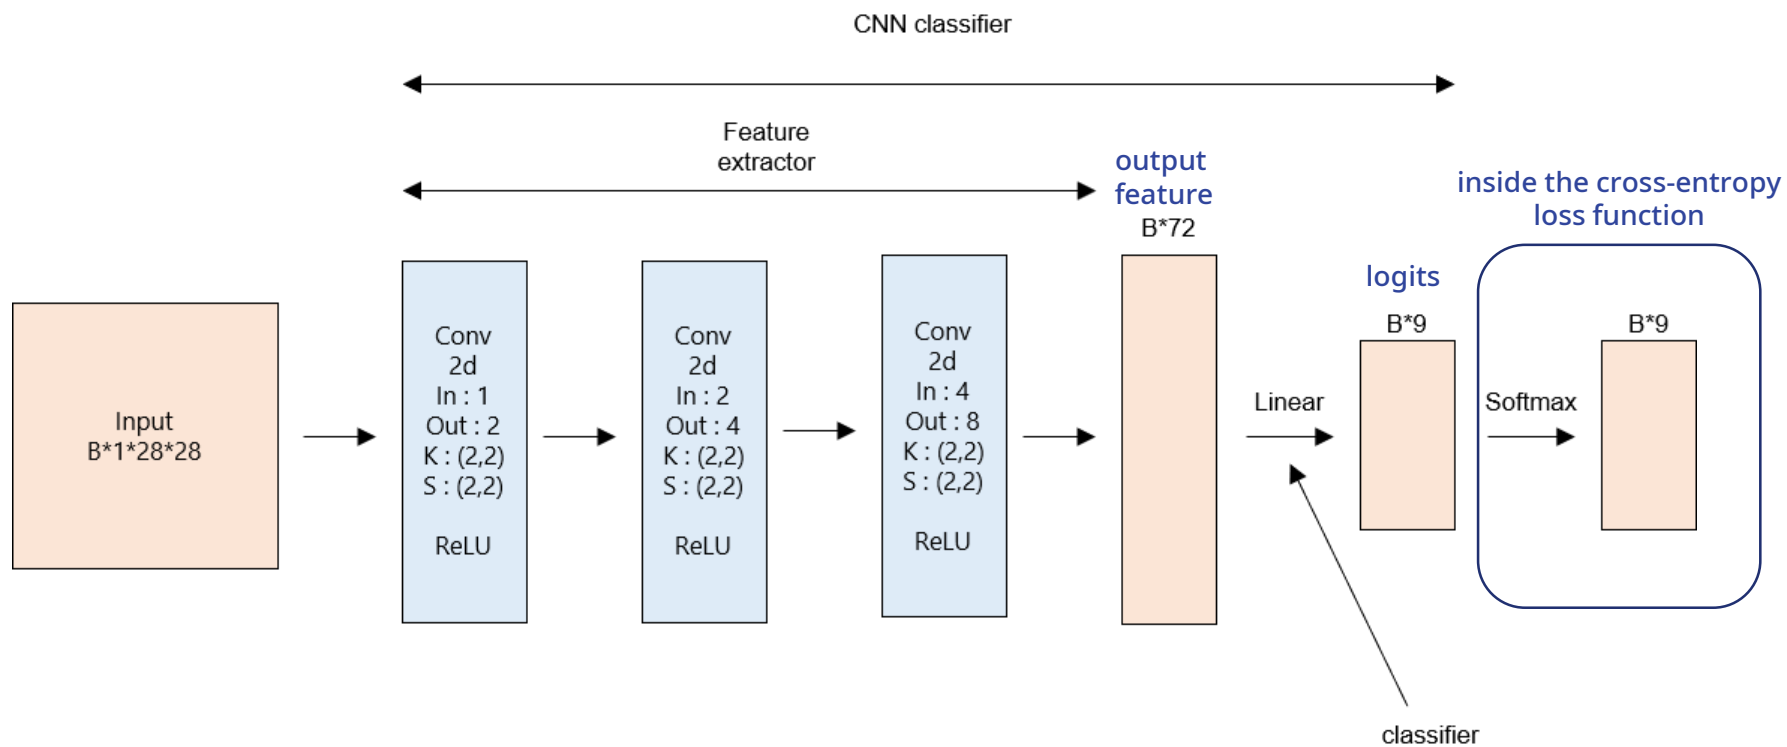 CNN classifier
Feature
extractor
output
feature
B*72
inside the cross-entropy
loss function
logits
B*9
B*9
Input
B*1*28*28
Conv
2d
In : 1
Out : 2
K : (2,2)
S : (2,2)
ReLU
Conv
2d
In : 2
Out : 4
K : (2,2)
S : (2,2)
ReLU
Conv
2d
In : 4
Out : 8
K : (2,2)
S : (2,2)
ReLU
Linear
Softmax
classifier